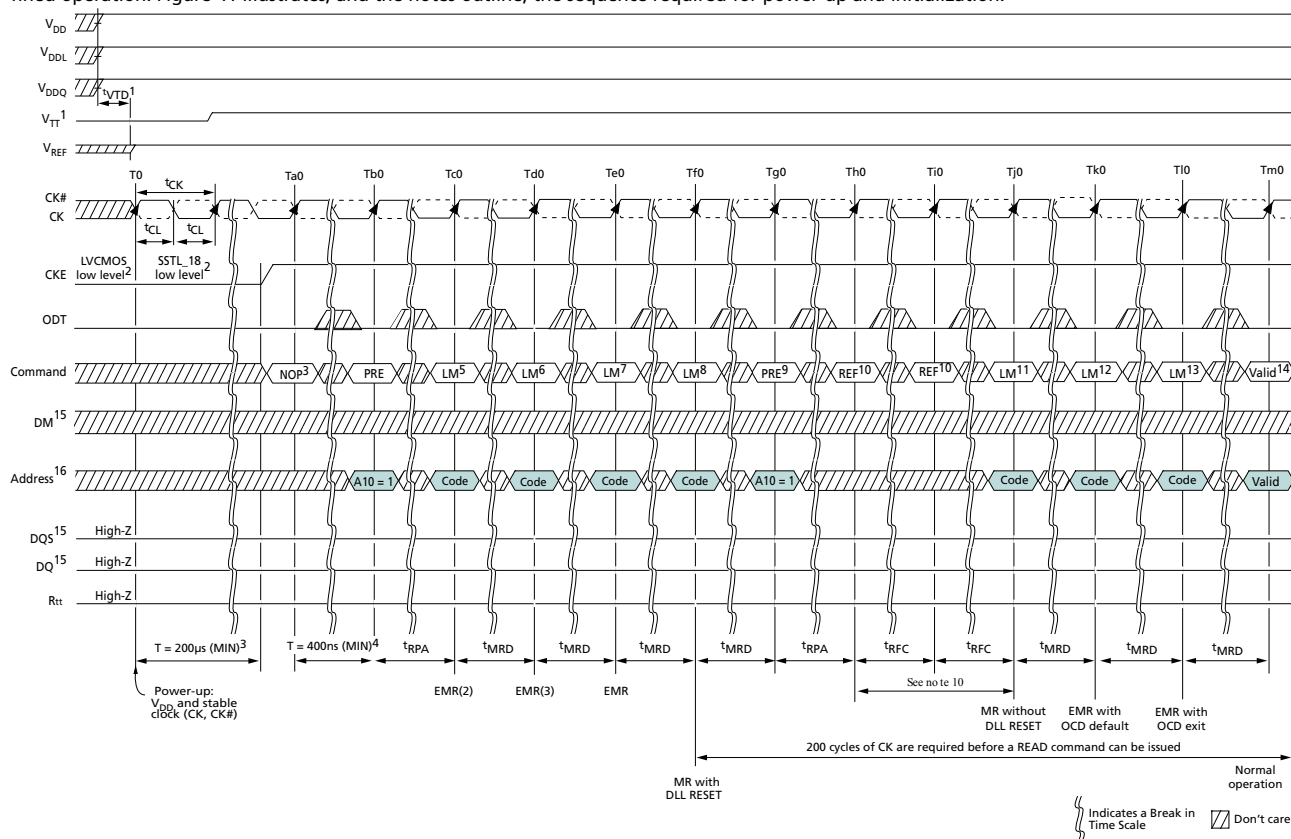 operation. Figure illustrates, and the notes outline, the sequence required for power-up and initialization.
VDD
VDDL
VDDQ
tVTD1
VTT1
VREF
T0 Ta0 Tb0 Tc0 Td0 Te0 Tf0 Tg0 Th0 Ti0 Tj0 Tk0 Tl0 Tm0
tCK
CK#
CK
tCL tCL
LVCMOS low level2
SSTL_18 low level2
CKE
ODT
Command NOP3 PRE LM5 LM6 LM7 LM8 PRE9 REF10 REF10 LM11 LM12 LM13 Valid14
DM15
Address16 A10 = 1 Code Code Code Code A10 = 1 Code Code Code Valid
DQS15 High-Z
DQ15 High-Z
Rtt High-Z
T = 200µs (MIN)3 T = 400ns (MIN)4 tRPA tMRD tMRD tMRD tMRD tRPA tRFC tRFC tMRD tMRD tMRD
Power-up:
VDD and stable
clock (CK, CK#)
EMR(2) EMR(3) EMR
See note 10
MR without
DLL RESET
EMR with
OCD default
EMR with
OCD exit
200 cycles of CK are required before a READ command can be issued
MR with
DLL RESET
Normal
operation
Indicates a Break in
Time Scale
Don't care